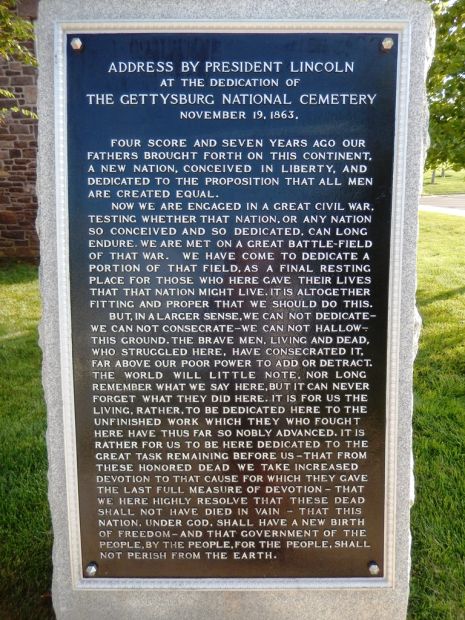 ADDRESS BY PRESIDENT LINCOLN
AT THE DEDICATION OF
THE GETTYSBURG NATIONAL CEMETERY
NOVEMBER 19, 1863.
FOUR SCORE AND SEVEN YEARS AGO OUR
FATHERS BROUGHT FORTH ON THIS CONTINENT,
A NEW NATION, CONCEIVED IN LIBERTY, AND
DEDICATED TO THE PROPOSITION THAT ALL MEN
ARE CREATED EQUAL.
NOW WE ARE ENGAGED IN A GREAT CIVIL WAR,
TESTING WHETHER THAT NATION, OR ANY NATION
SO CONCEIVED AND SO DEDICATED, CAN LONG
ENDURE. WE ARE MET ON A GREAT BATTLE-FIELD
OF THAT WAR. WE HAVE COME TO DEDICATE A
PORTION OF THAT FIELD, AS A FINAL RESTING
PLACE FOR THOSE WHO HERE GAVE THEIR LIVES
THAT THAT NATION MIGHT LIVE. IT IS ALTOGETHER
FITTING AND PROPER THAT WE SHOULD DO THIS.
BUT, IN A LARGER SENSE, WE CAN NOT DEDICATE–
WE CAN NOT CONSECRATE–WE CAN NOT HALLOW–
THIS GROUND. THE BRAVE MEN, LIVING AND DEAD,
WHO STRUGGLED HERE, HAVE CONSECRATED IT,
FAR ABOVE OUR POOR POWER TO ADD OR DETRACT.
THE WORLD WILL LITTLE NOTE, NOR LONG
REMEMBER WHAT WE SAY HERE, BUT IT CAN NEVER
FORGET WHAT THEY DID HERE. IT IS FOR US THE
LIVING, RATHER, TO BE DEDICATED HERE TO THE
UNFINISHED WORK WHICH THEY WHO FOUGHT
HERE HAVE THUS FAR SO NOBLY ADVANCED. IT IS
RATHER FOR US TO BE HERE DEDICATED TO THE
GREAT TASK REMAINING BEFORE US – THAT FROM
THESE HONORED DEAD WE TAKE INCREASED
DEVOTION TO THAT CAUSE FOR WHICH THEY GAVE
THE LAST FULL MEASURE OF DEVOTION – THAT
WE HERE HIGHLY RESOLVE THAT THESE DEAD
SHALL NOT HAVE DIED IN VAIN – THAT THIS
NATION, UNDER GOD, SHALL HAVE A NEW BIRTH
OF FREEDOM – AND THAT GOVERNMENT OF THE
PEOPLE, BY THE PEOPLE, FOR THE PEOPLE, SHALL
NOT PERISH FROM THE EARTH.